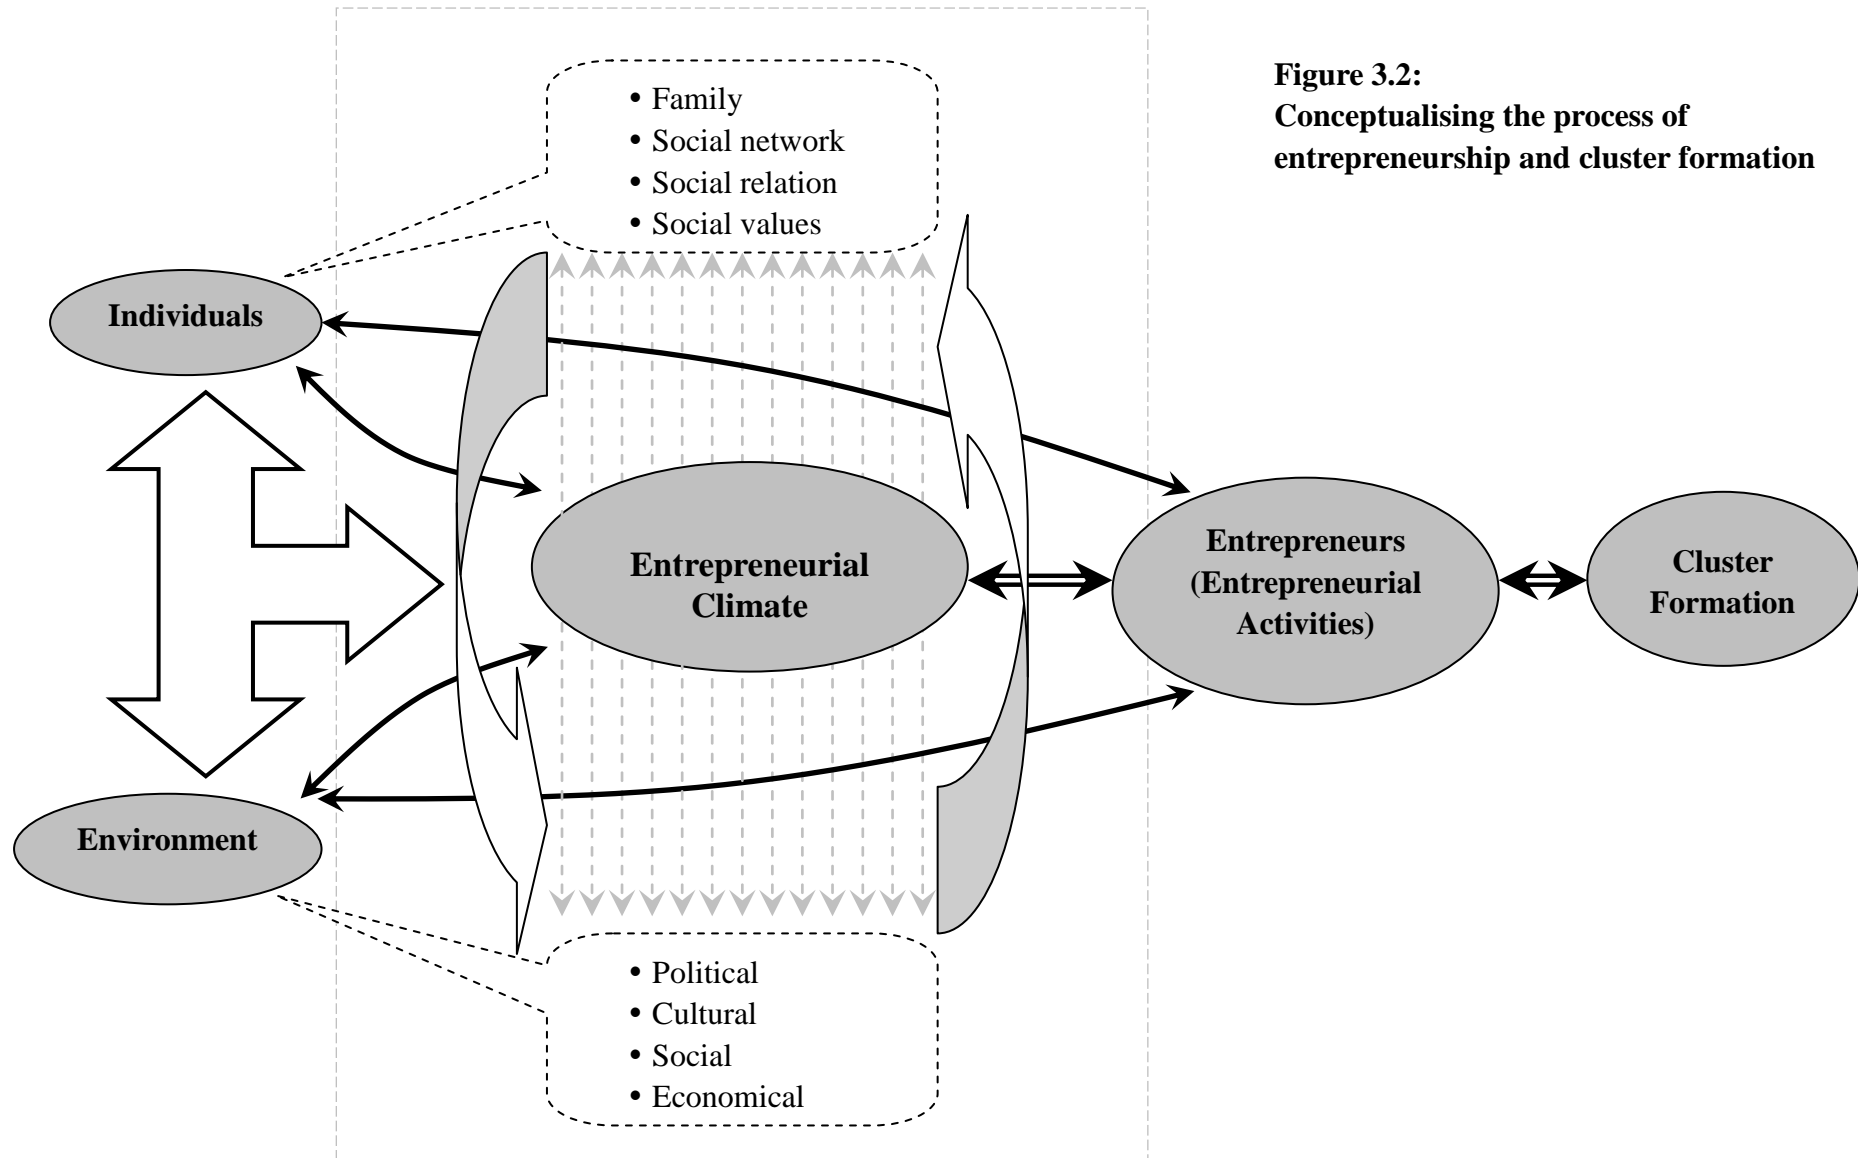 Figure 3.2:
Conceptualising the process of
entrepreneurship and cluster formation
• Family
• Social network
• Social relation
• Social values
Individuals
Entrepreneurial
Climate
Entrepreneurs
(Entrepreneurial
Activities)
Cluster
Formation
Environment
• Political
• Cultural
• Social
• Economical